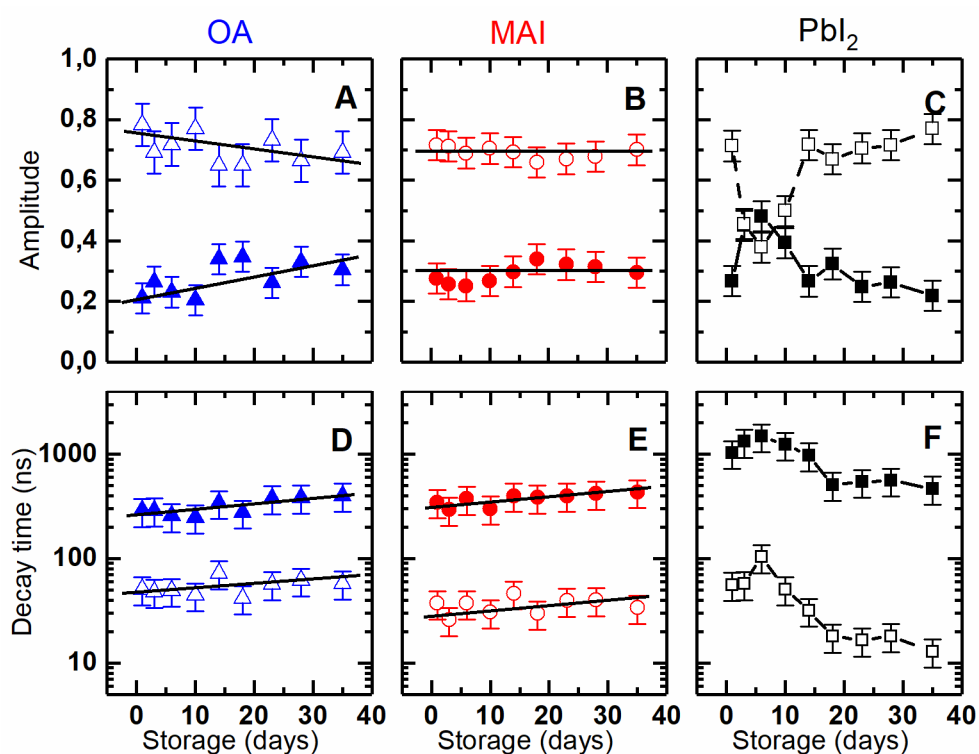 OA MAI PbI₂
1,0
0,8
0,6
0,4
0,2
0,0
Amplitude
A B C
1000
100
10
Decay time (ns)
D E F
0 10 20 30 40 0 10 20 30 40 0 10 20 30 40
Storage (days) Storage (days) Storage (days)